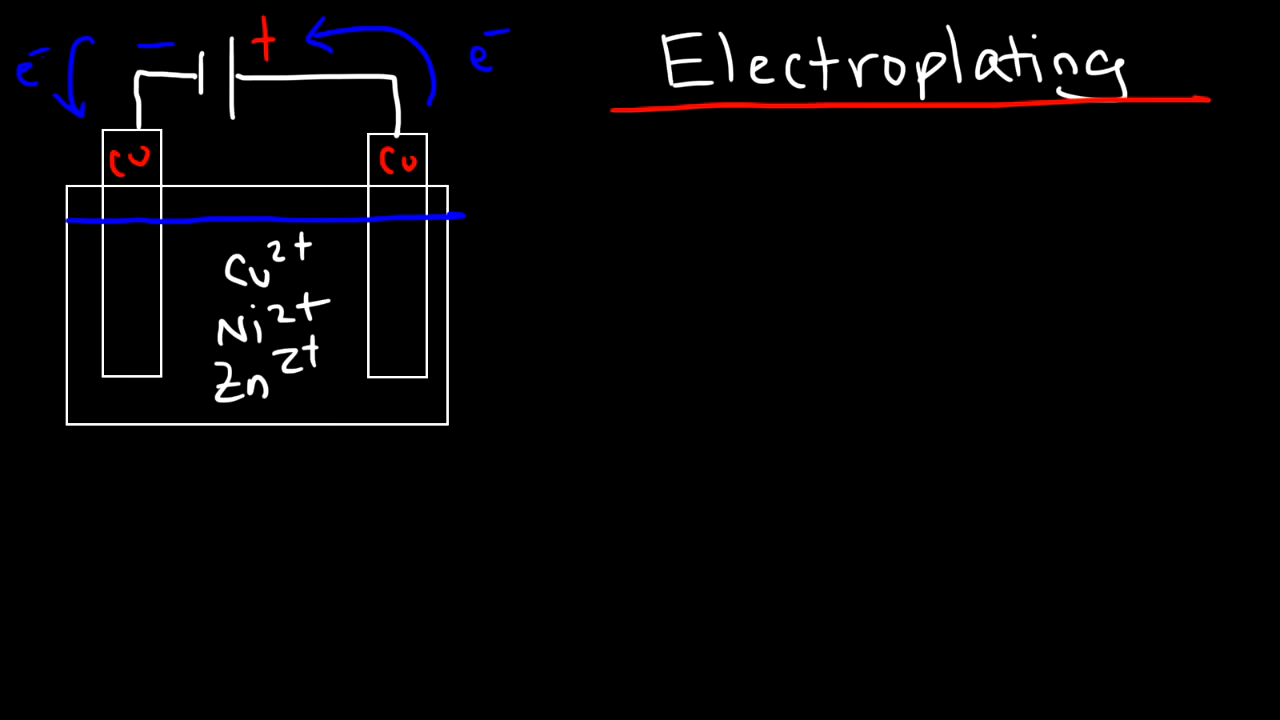 e⁻ − + e⁻
Electroplating
Cu Cu
Cu²⁺
Ni²⁺
Zn²⁺